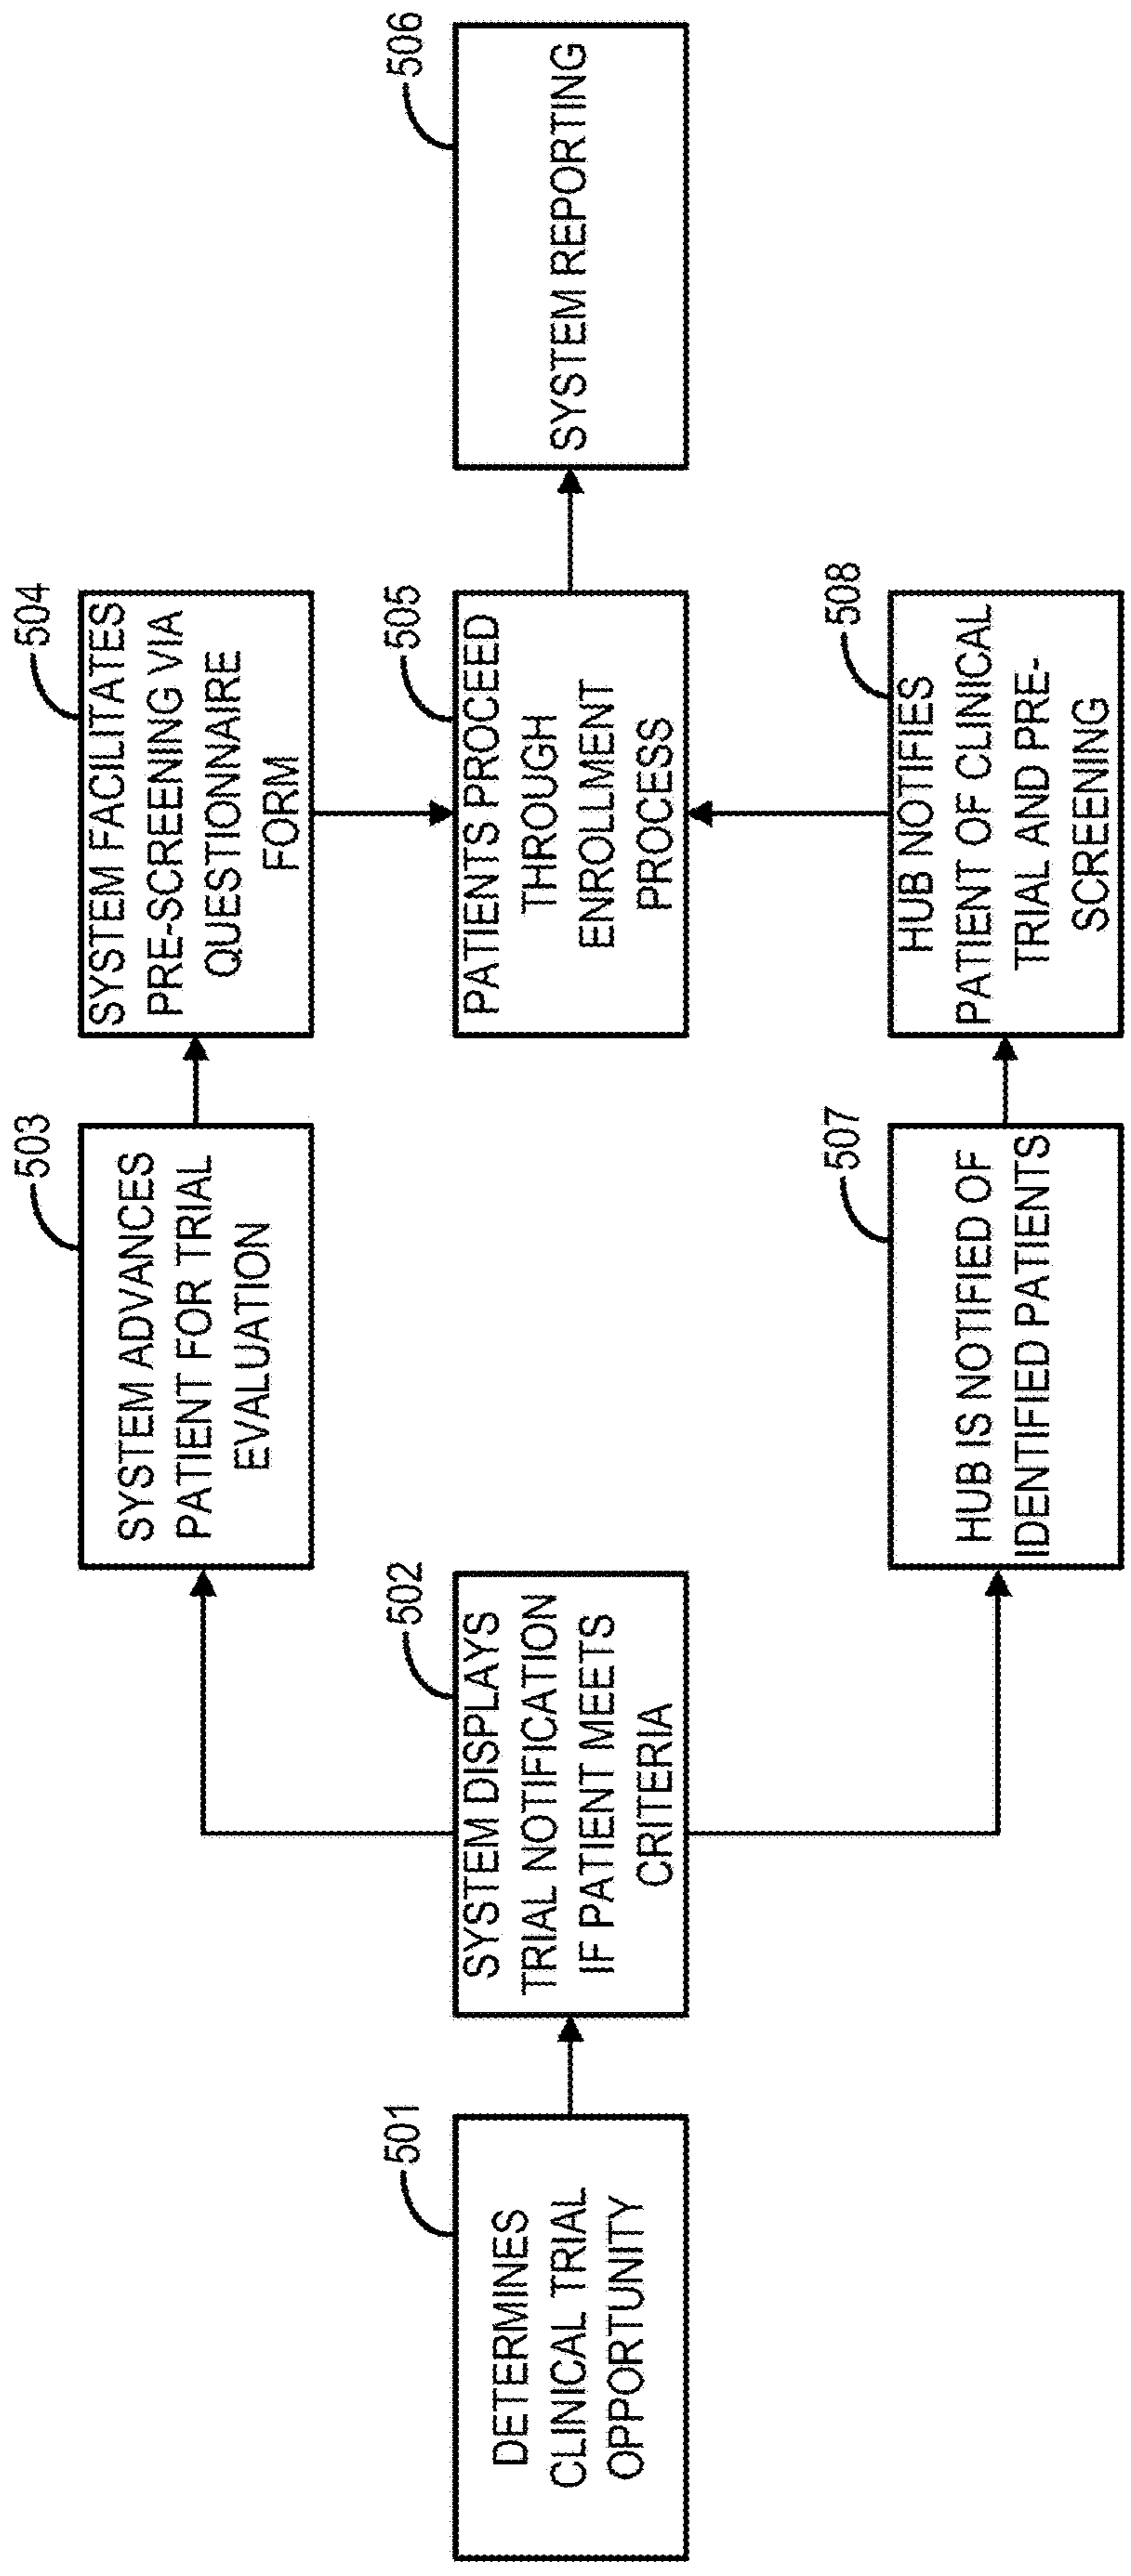 501
DETERMINES
CLINICAL TRIAL
OPPORTUNITY
502
SYSTEM DISPLAYS
TRIAL NOTIFICATION
IF PATIENT MEETS
CRITERIA
503
SYSTEM ADVANCES
PATIENT FOR TRIAL
EVALUATION
504
SYSTEM FACILITATES
PRE-SCREENING VIA
QUESTIONNAIRE
FORM
505
PATIENTS PROCEED
THROUGH
ENROLLMENT
PROCESS
506
SYSTEM REPORTING
507
HUB IS NOTIFIED OF
IDENTIFIED PATIENTS
508
HUB NOTIFIES
PATIENT OF CLINICAL
TRIAL AND PRE-
SCREENING